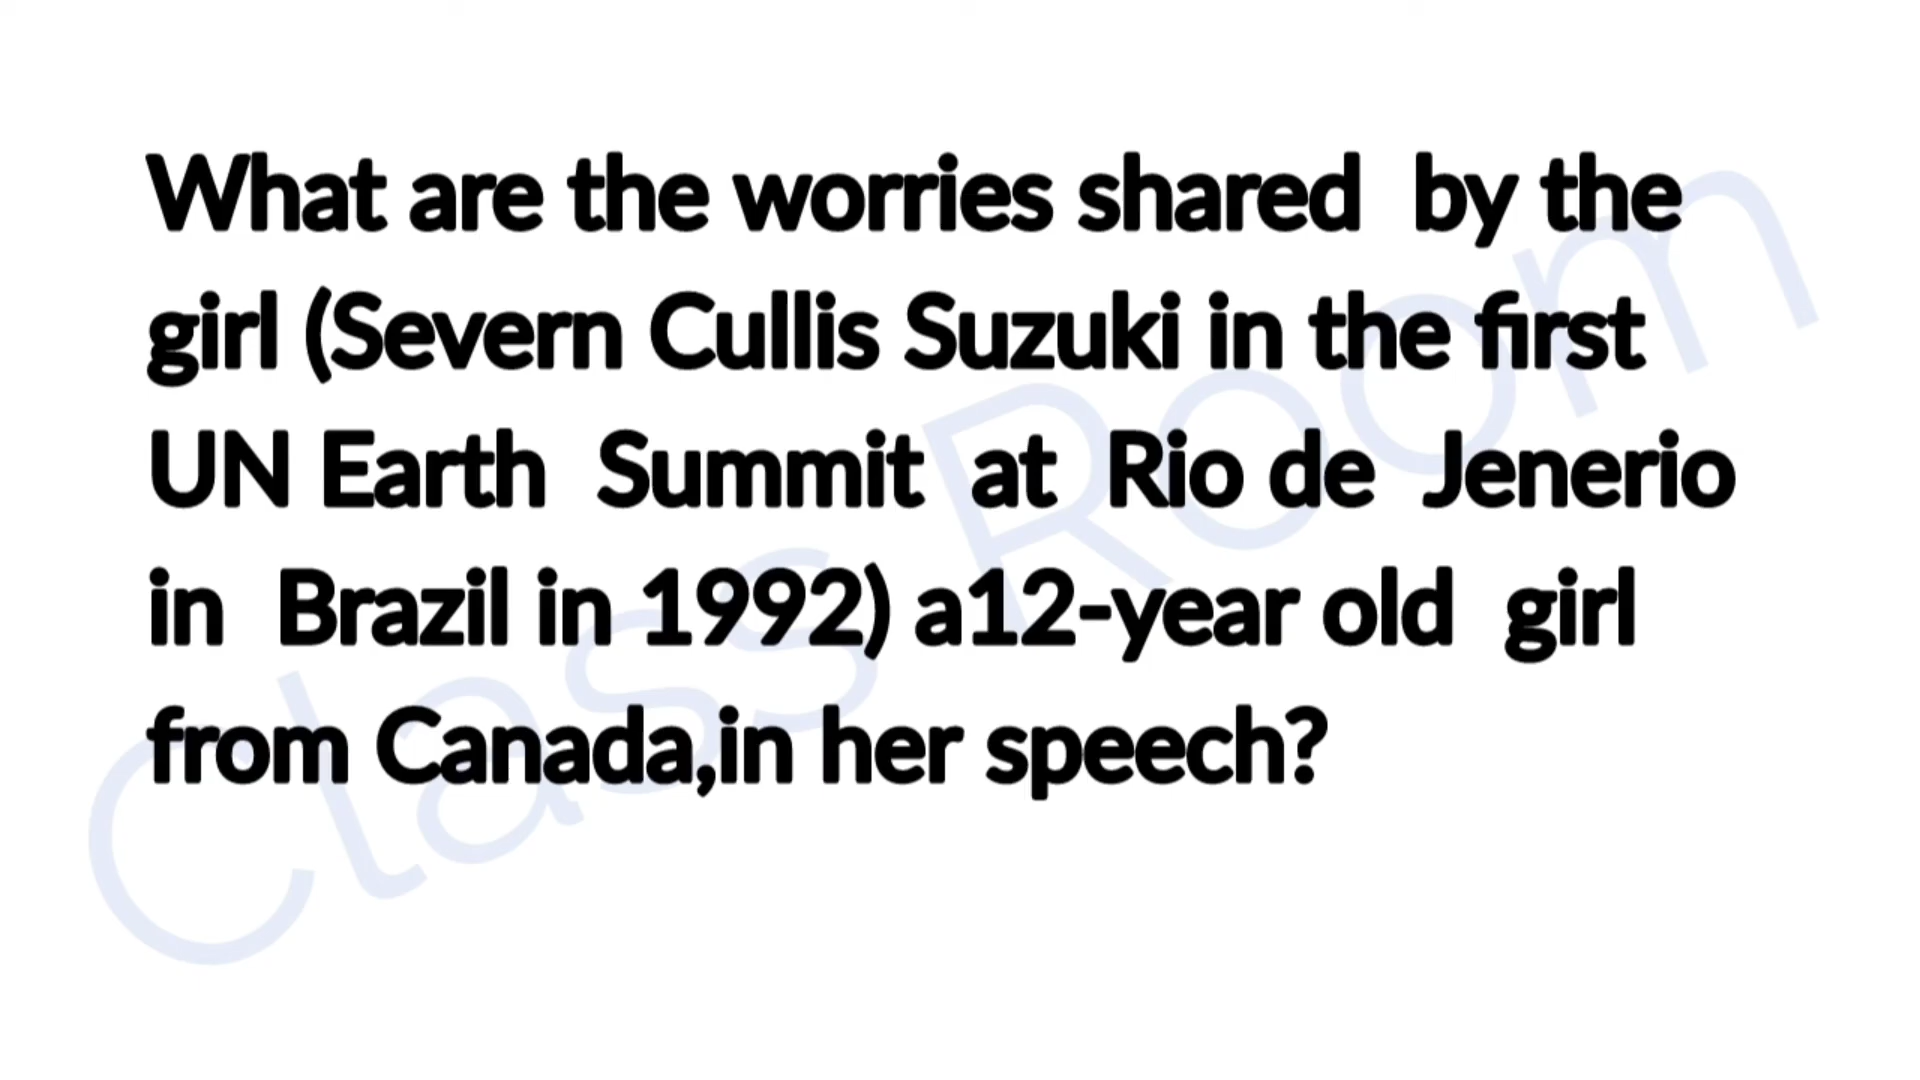 What are the worries shared by the
girl (Severn Cullis Suzuki in the first
UN Earth Summit at Rio de Jenerio
in Brazil in 1992) a12-year old girl
from Canada,in her speech?
Class Room